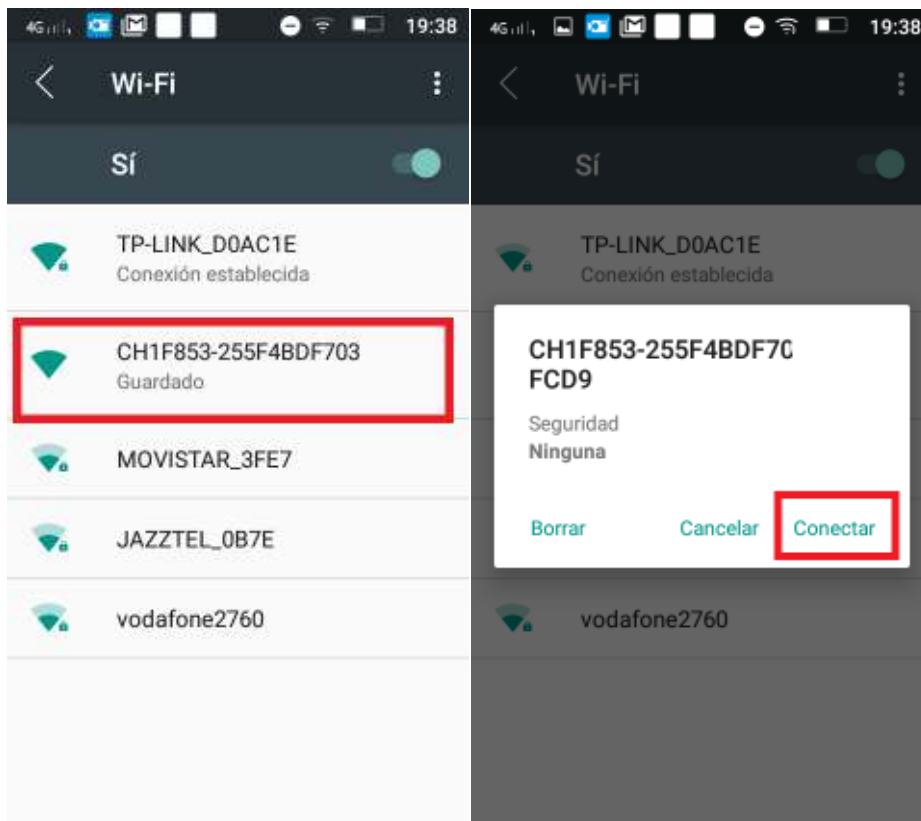 4G 19:38
Wi-Fi
Sí
TP-LINK_D0AC1E
Conexión establecida
CH1F853-255F4BDF703
Guardado
MOVISTAR_3FE7
JAZZTEL_0B7E
vodafone2760
4G 19:38
Wi-Fi
Sí
TP-LINK_D0AC1E
Conexión establecida
CH1F853-255F4BDF70
FCD9
Seguridad
Ninguna
Borrar Cancelar Conectar
vodafone2760